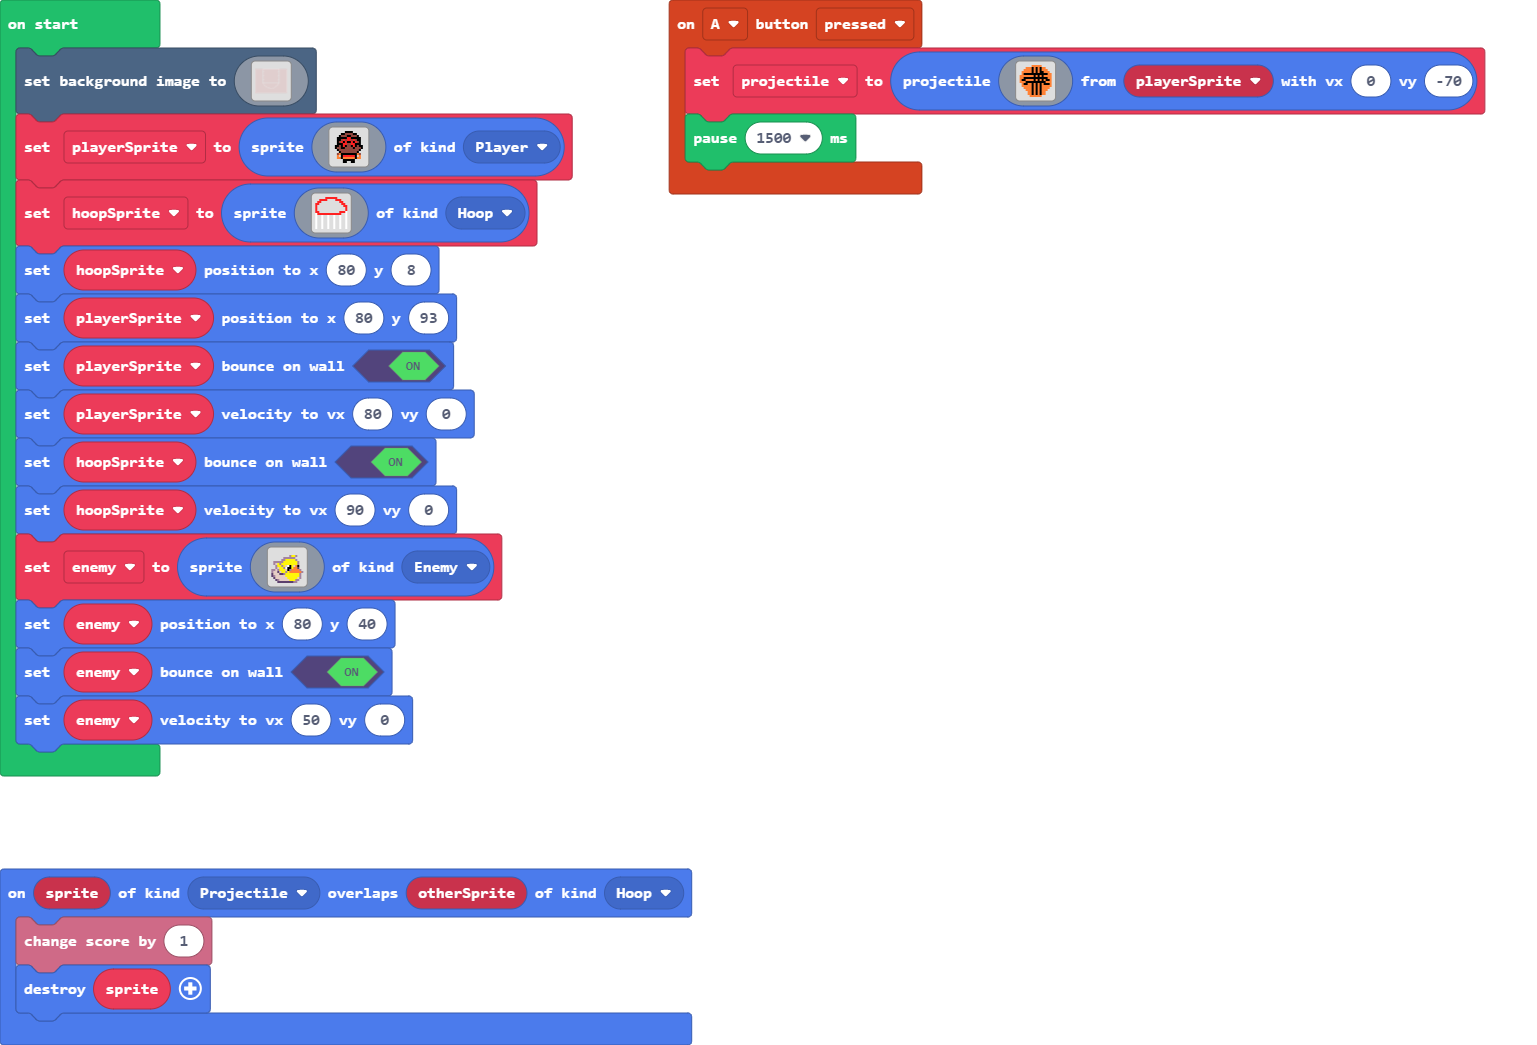 on start
set background image to
set playerSprite to sprite of kind Player
set hoopSprite to sprite of kind Hoop
set hoopSprite position to x 80 y 8
set playerSprite position to x 80 y 93
set playerSprite bounce on wall ON
set playerSprite velocity to vx 80 vy 0
set hoopSprite bounce on wall ON
set hoopSprite velocity to vx 90 vy 0
set enemy to sprite of kind Enemy
set enemy position to x 80 y 40
set enemy bounce on wall ON
set enemy velocity to vx 50 vy 0
on A button pressed
set projectile to projectile from playerSprite with vx 0 vy -70
pause 1500 ms
on sprite of kind Projectile overlaps otherSprite of kind Hoop
change score by 1
destroy sprite